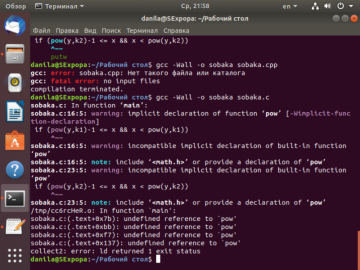 Обзор Терминал Ср, 21:58 en
danila@SExpopa: ~/Рабочий стол
Файл Правка Вид Поиск Терминал Справка
if (pow(y,k2)-1 <= x && x < pow(y,k2))
^~~
putw
danila@SExpopa:~/Рабочий стол$ gcc -Wall -o sobaka sobaka.cpp
gcc: error: sobaka.cpp: Нет такого файла или каталога
gcc: fatal error: no input files
compilation terminated.
danila@SExpopa:~/Рабочий стол$ gcc -Wall -o sobaka sobaka.c
sobaka.c: In function ‘main’:
sobaka.c:16:5: warning: implicit declaration of function ‘pow’ [-Wimplicit-func
tion-declaration]
if (pow(y,k1)-1 <= x && x < pow(y,k1))
^~~
sobaka.c:16:5: warning: incompatible implicit declaration of built-in function
‘pow’
sobaka.c:16:5: note: include ‘<math.h>’ or provide a declaration of ‘pow’
sobaka.c:23:5: warning: incompatible implicit declaration of built-in function
‘pow’
if (pow(y,k2)-1 <= x && x < pow(y,k2))
^~~
sobaka.c:23:5: note: include ‘<math.h>’ or provide a declaration of ‘pow’
In function `main':
sobaka.c:(.text+0x7b): undefined reference to `pow'
sobaka.c:(.text+0xbb): undefined reference to `pow'
sobaka.c:(.text+0xf7): undefined reference to `pow'
sobaka.c:(.text+0x137): undefined reference to `pow'
collect2: error: ld returned 1 exit status
danila@SExpopa:~/Рабочий стол$